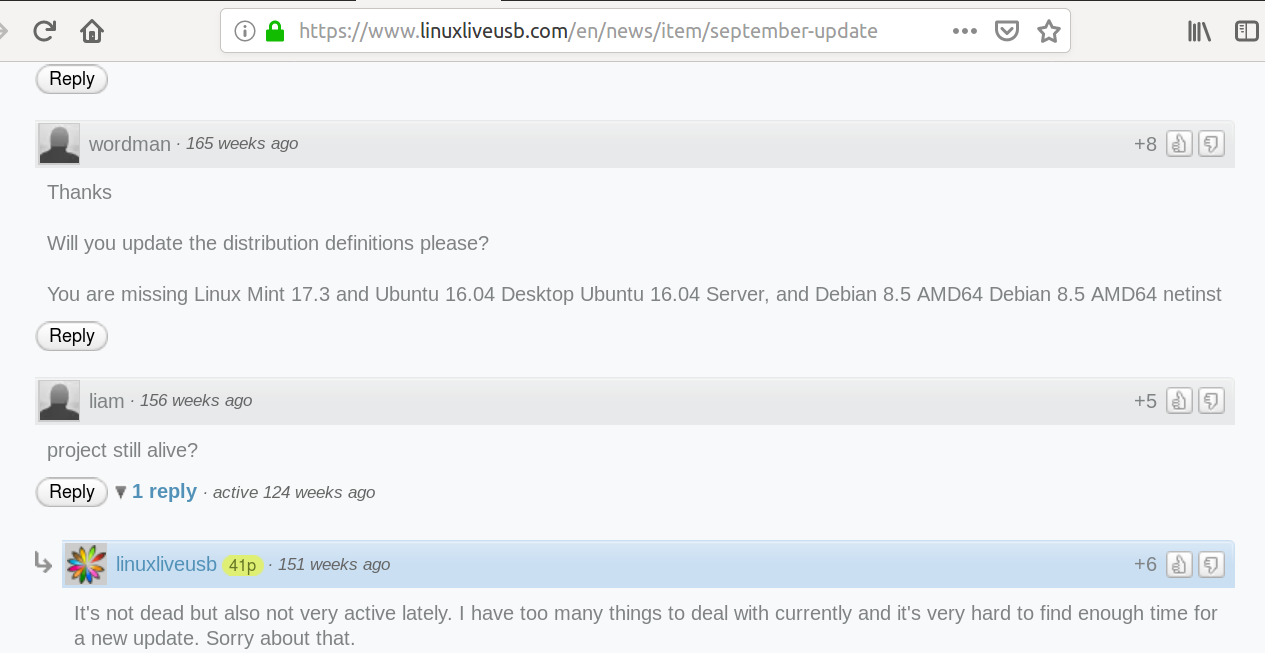 https://www.linuxliveusb.com/en/news/item/september-update
Reply
wordman · 165 weeks ago +8
Thanks
Will you update the distribution definitions please?
You are missing Linux Mint 17.3 and Ubuntu 16.04 Desktop Ubuntu 16.04 Server, and Debian 8.5 AMD64 Debian 8.5 AMD64 netinst
Reply
liam · 156 weeks ago +5
project still alive?
Reply ▼ 1 reply · active 124 weeks ago
linuxliveusb 41p · 151 weeks ago +6
It's not dead but also not very active lately. I have too many things to deal with currently and it's very hard to find enough time for
a new update. Sorry about that.